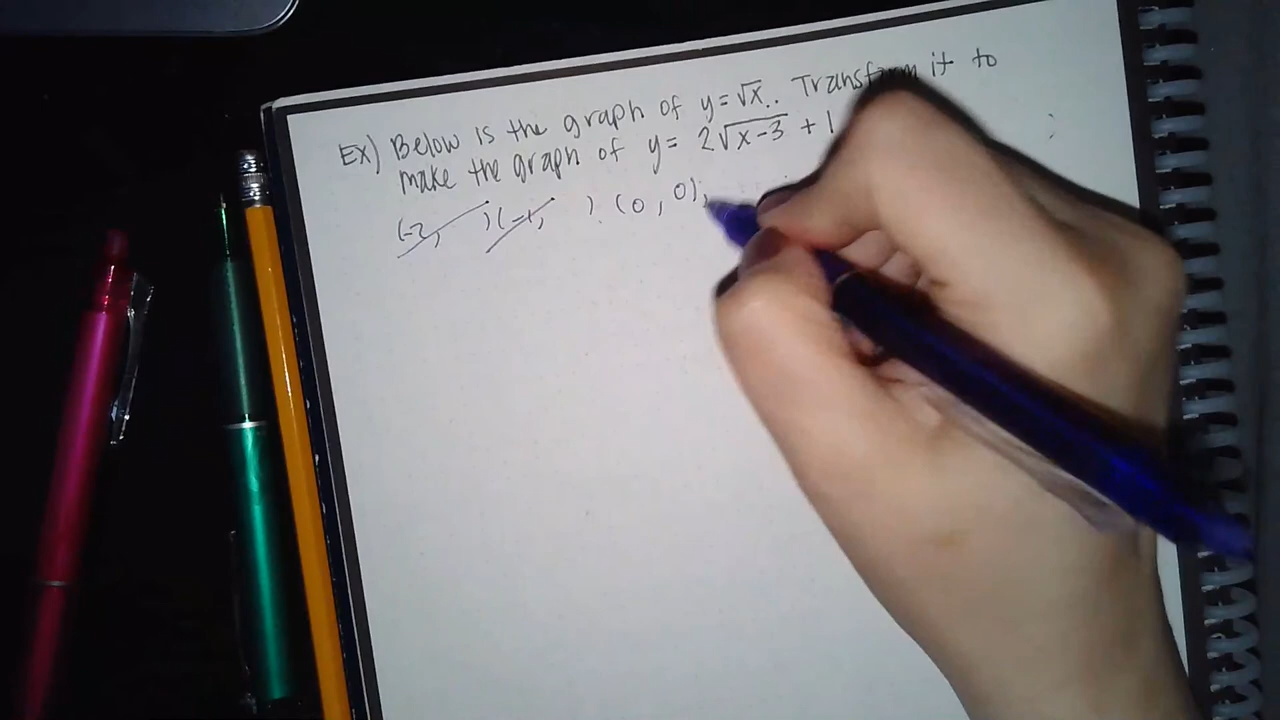 Ex) Below is the graph of y=√x. Transform it to
make the graph of y= 2√x-3 + 1
(-2, ) (-1, ) . (0, 0),